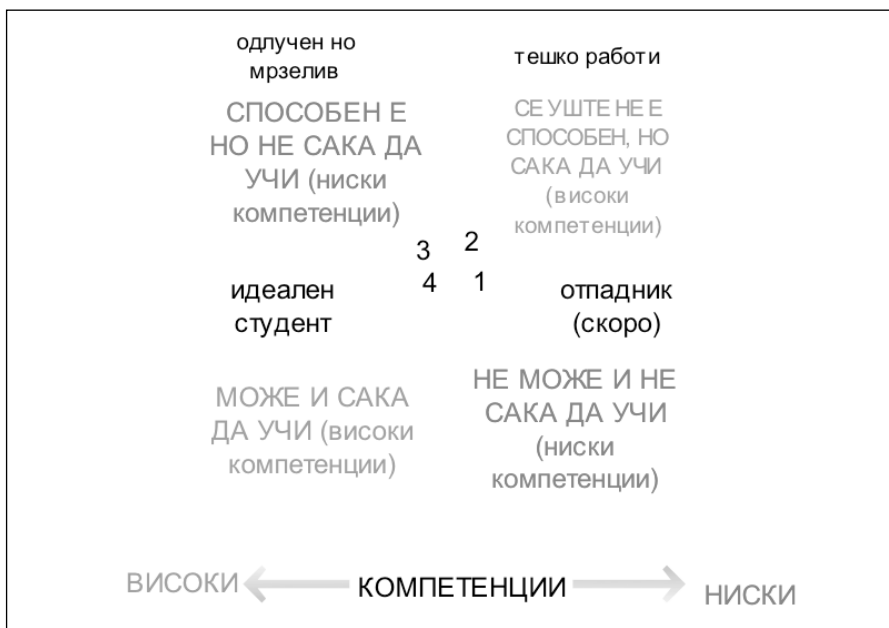 одлучен но
мрзелив
СПОСОБЕН Е
НО НЕ САКА ДА
УЧИ (ниски
компетенции)
тешко работи
СЕ УШТЕ НЕ Е
СПОСОБЕН, НО
САКА ДА УЧИ
(високи
компетенции)
3 2
4 1
идеален
студент
МОЖЕ И САКА
ДА УЧИ (високи
компетенции)
отпадник
(скоро)
НЕ МОЖЕ И НЕ
САКА ДА УЧИ
(ниски
компетенции)
ВИСОКИ КОМПЕТЕНЦИИ НИСКИ